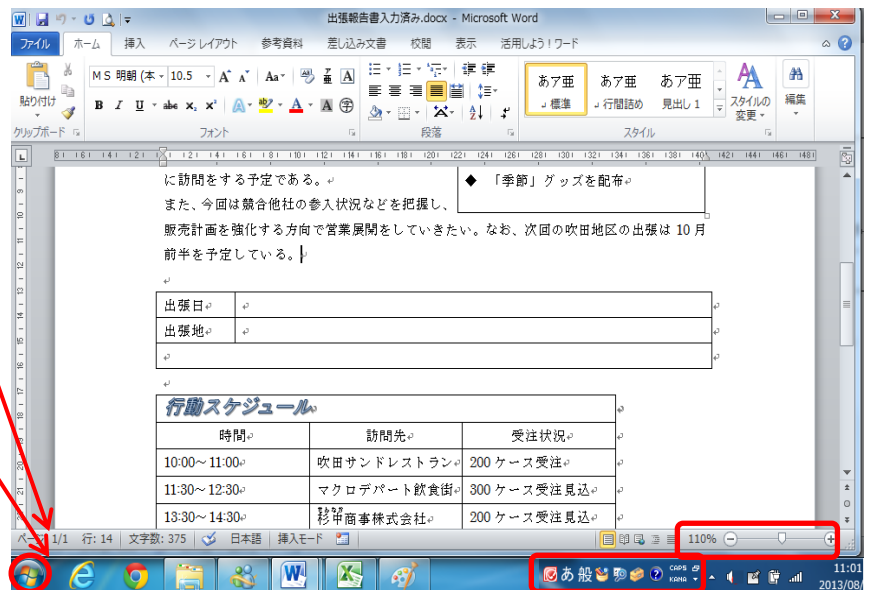 出張報告書入力済み.docx - Microsoft Word
ファイル ホーム 挿入 ページ レイアウト 参考資料 差し込み文書 校閲 表示 活用しよう！ワード
貼り付け
MS 明朝 (本 10.5
B I U abc x₂ x²
Aa
あア亜 あア亜 あア亜
標準 行間詰め 見出し 1
スタイルの変更
編集
クリップボード フォント 段落 スタイル
に訪問をする予定である。
◆ 「季節」グッズを配布
また、今回は競合他社の参入状況などを把握し、
販売計画を強化する方向で営業展開をしていきたい。なお、次回の吹田地区の出張は 10 月
前半を予定している。
出張日
出張地
行動スケジュール
時間 訪問先 受注状況
10:00～11:00 吹田サンドレストラン 200 ケース受注
11:30～12:30 マクロデパート飲食街 300 ケース受注見込
13:30～14:30 商事株式会社 200 ケース受注見込
1/1 行: 14 文字数: 375 日本語 挿入モード 110%
あ 般 CAPS KANA
11:01
2013/08/